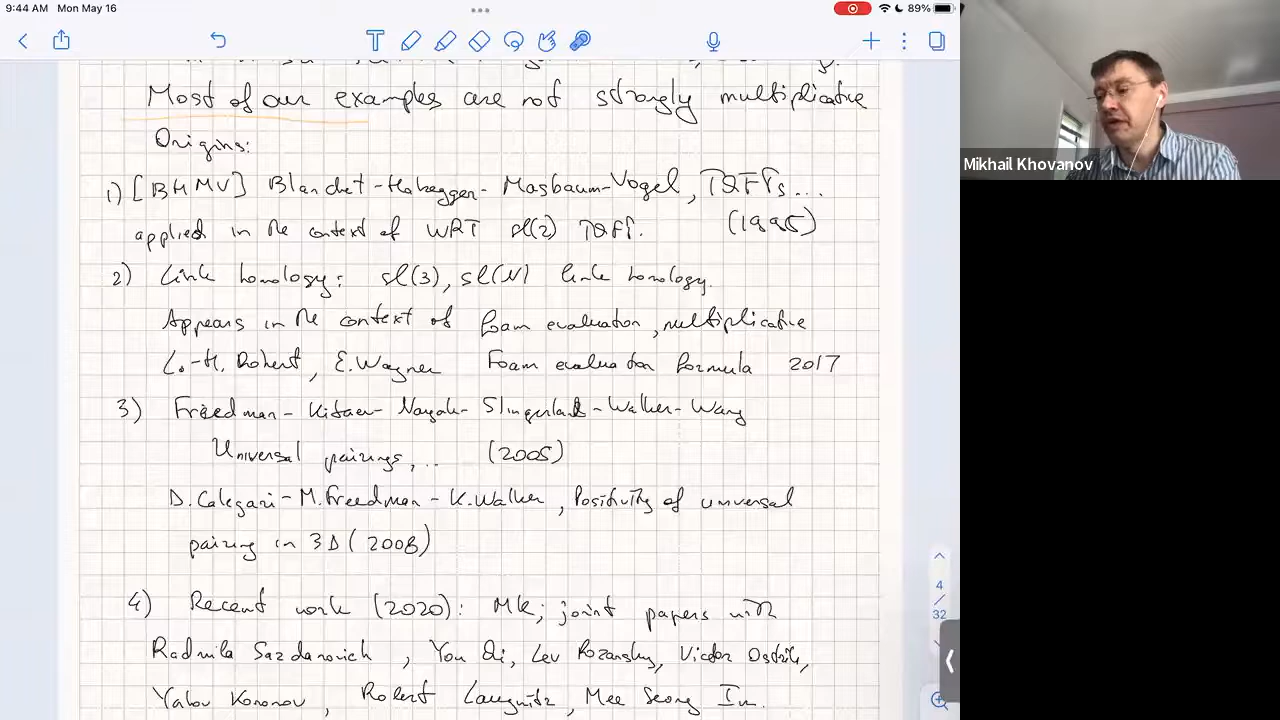 9:44 AM Mon May 16
89%
Most of our examples are not strongly multiplicative
Origins:
1) [BHMV] Blanchet-Habegger-Masbaum-Vogel, TQFTs...
applied in the context of WRT sl(2) TQFT. (1995)
2) Link homology: sl(3), sl(N) link homology.
Appears in the context of foam evaluation, multiplicative
L.-H. Robert, E. Wagner Foam evaluation formula 2017
3) Freedman-Kitaev-Nayak-Slingerland-Walker-Wang
Universal pairings,... (2005)
D. Calegari-M. Freedman-K. Walker, Positivity of universal
pairing in 3D (2008)
4) Recent work (2020): MK; joint papers with
Radmila Sazdanovich, You Qi, Lev Rozansky, Victor Ostrik,
Yakov Kononov, Robert Laugwitz, Mee Seong Im.
4
/
32
Mikhail Khovanov